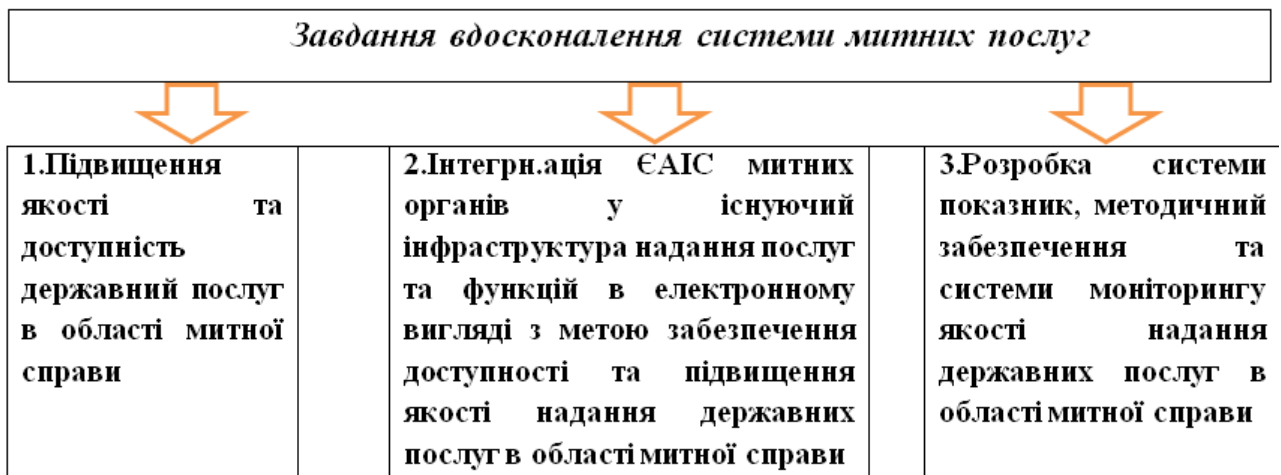 Завдання вдосконалення системи митних послуг
1.Підвищення
якості та
доступність
державний послуг
в області митної
справи
2.Інтегрн.ація ЄАІС митних
органів у існуючий
інфраструктура надання послуг
та функцій в електронному
вигляді з метою забезпечення
доступності та підвищення
якості надання державних
послуг в області митної справи
3.Розробка системи
показник, методичний
забезпечення та
системи моніторингу
якості надання
державних послуг в
області митної справи